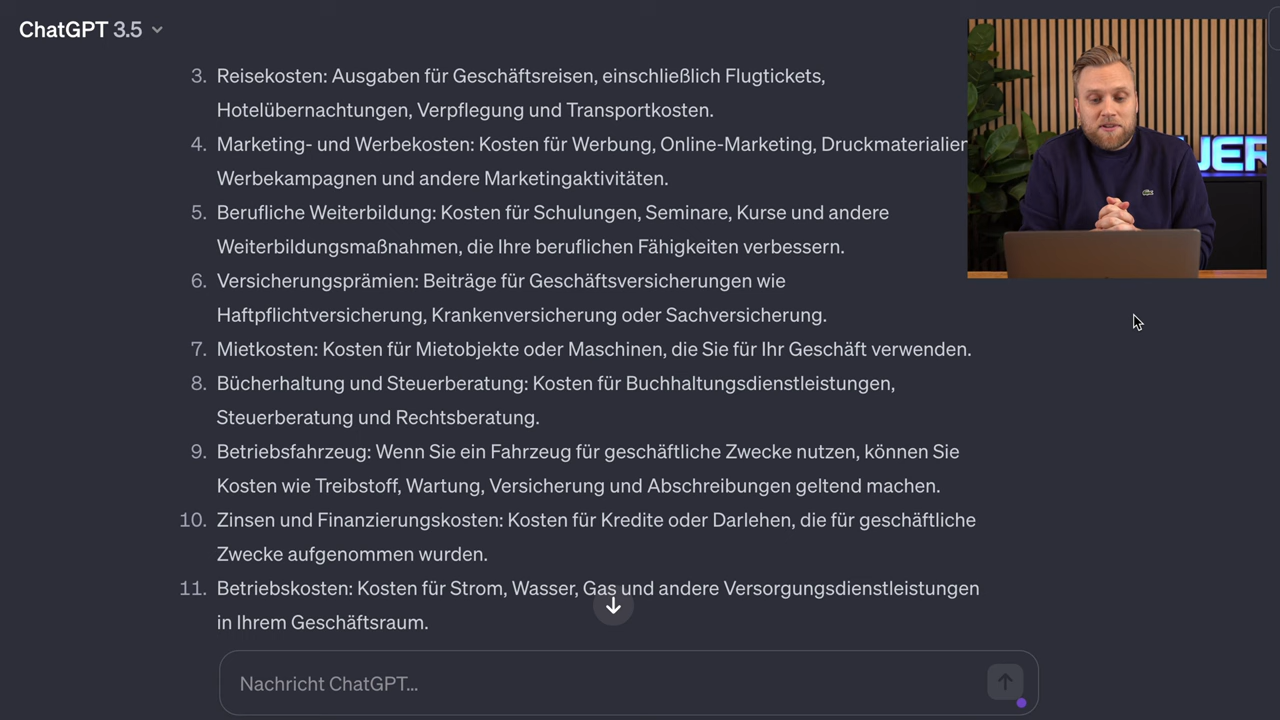 ChatGPT 3.5
3. Reisekosten: Ausgaben für Geschäftsreisen, einschließlich Flugtickets,
Hotelübernachtungen, Verpflegung und Transportkosten.
4. Marketing- und Werbekosten: Kosten für Werbung, Online-Marketing, Druckmaterialien
Werbekampagnen und andere Marketingaktivitäten.
5. Berufliche Weiterbildung: Kosten für Schulungen, Seminare, Kurse und andere
Weiterbildungsmaßnahmen, die Ihre beruflichen Fähigkeiten verbessern.
6. Versicherungsprämien: Beiträge für Geschäftsversicherungen wie
Haftpflichtversicherung, Krankenversicherung oder Sachversicherung.
7. Mietkosten: Kosten für Mietobjekte oder Maschinen, die Sie für Ihr Geschäft verwenden.
8. Bücherhaltung und Steuerberatung: Kosten für Buchhaltungsdienstleistungen,
Steuerberatung und Rechtsberatung.
9. Betriebsfahrzeug: Wenn Sie ein Fahrzeug für geschäftliche Zwecke nutzen, können Sie
Kosten wie Treibstoff, Wartung, Versicherung und Abschreibungen geltend machen.
10. Zinsen und Finanzierungskosten: Kosten für Kredite oder Darlehen, die für geschäftliche
Zwecke aufgenommen wurden.
11. Betriebskosten: Kosten für Strom, Wasser, Gas und andere Versorgungsdienstleistungen
in Ihrem Geschäftsraum.
Nachricht ChatGPT...
UER